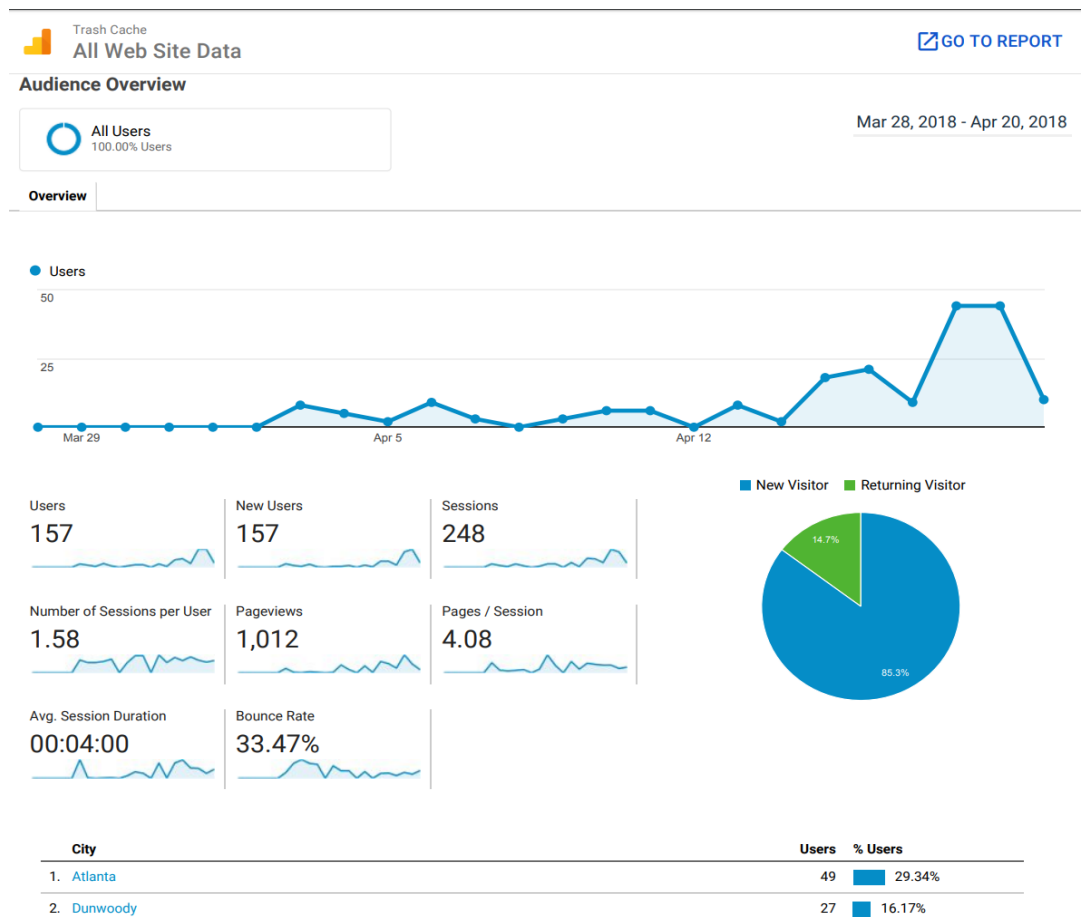 Trash Cache
All Web Site Data
GO TO REPORT
Audience Overview
All Users
100.00% Users
Mar 28, 2018 - Apr 20, 2018
Overview
Users
50
25
Mar 29
Apr 5
Apr 12
New Visitor
Returning Visitor
Users
New Users
Sessions
157
157
248
Number of Sessions per User
Pageviews
Pages / Session
1.58
1,012
4.08
Avg. Session Duration
Bounce Rate
00:04:00
33.47%
14.7%
85.3%
City Users % Users
1. Atlanta 49 29.34%
2. Dunwoody 27 16.17%